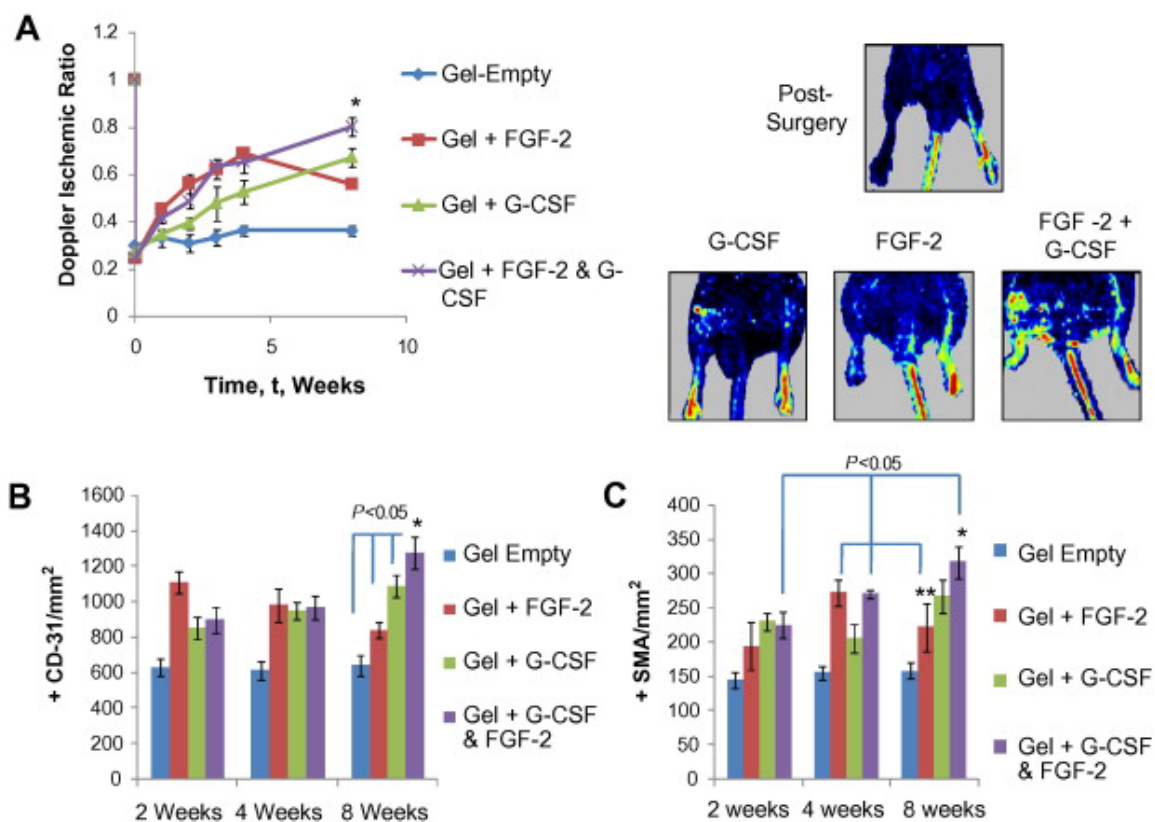 A
Doppler Ischemic Ratio
1.2
1
0.8
0.6
0.4
0.2
0
0
5
10
Time, t, Weeks
*
Gel-Empty
Gel + FGF-2
Gel + G-CSF
Gel + FGF-2 & G-
CSF
Post-
Surgery
G-CSF
FGF-2
FGF -2 +
G-CSF
B
+ CD-31/mm²
1600
1400
1200
1000
800
600
400
200
0
2 Weeks
4 Weeks
8 Weeks
P<0.05
*
Gel Empty
Gel + FGF-2
Gel + G-CSF
Gel + G-CSF
& FGF-2
C
+ SMA/mm²
400
350
300
250
200
150
100
50
0
2 weeks
4 weeks
8 weeks
P<0.05
*
**
Gel Empty
Gel + FGF-2
Gel + G-CSF
Gel + G-CSF
& FGF-2